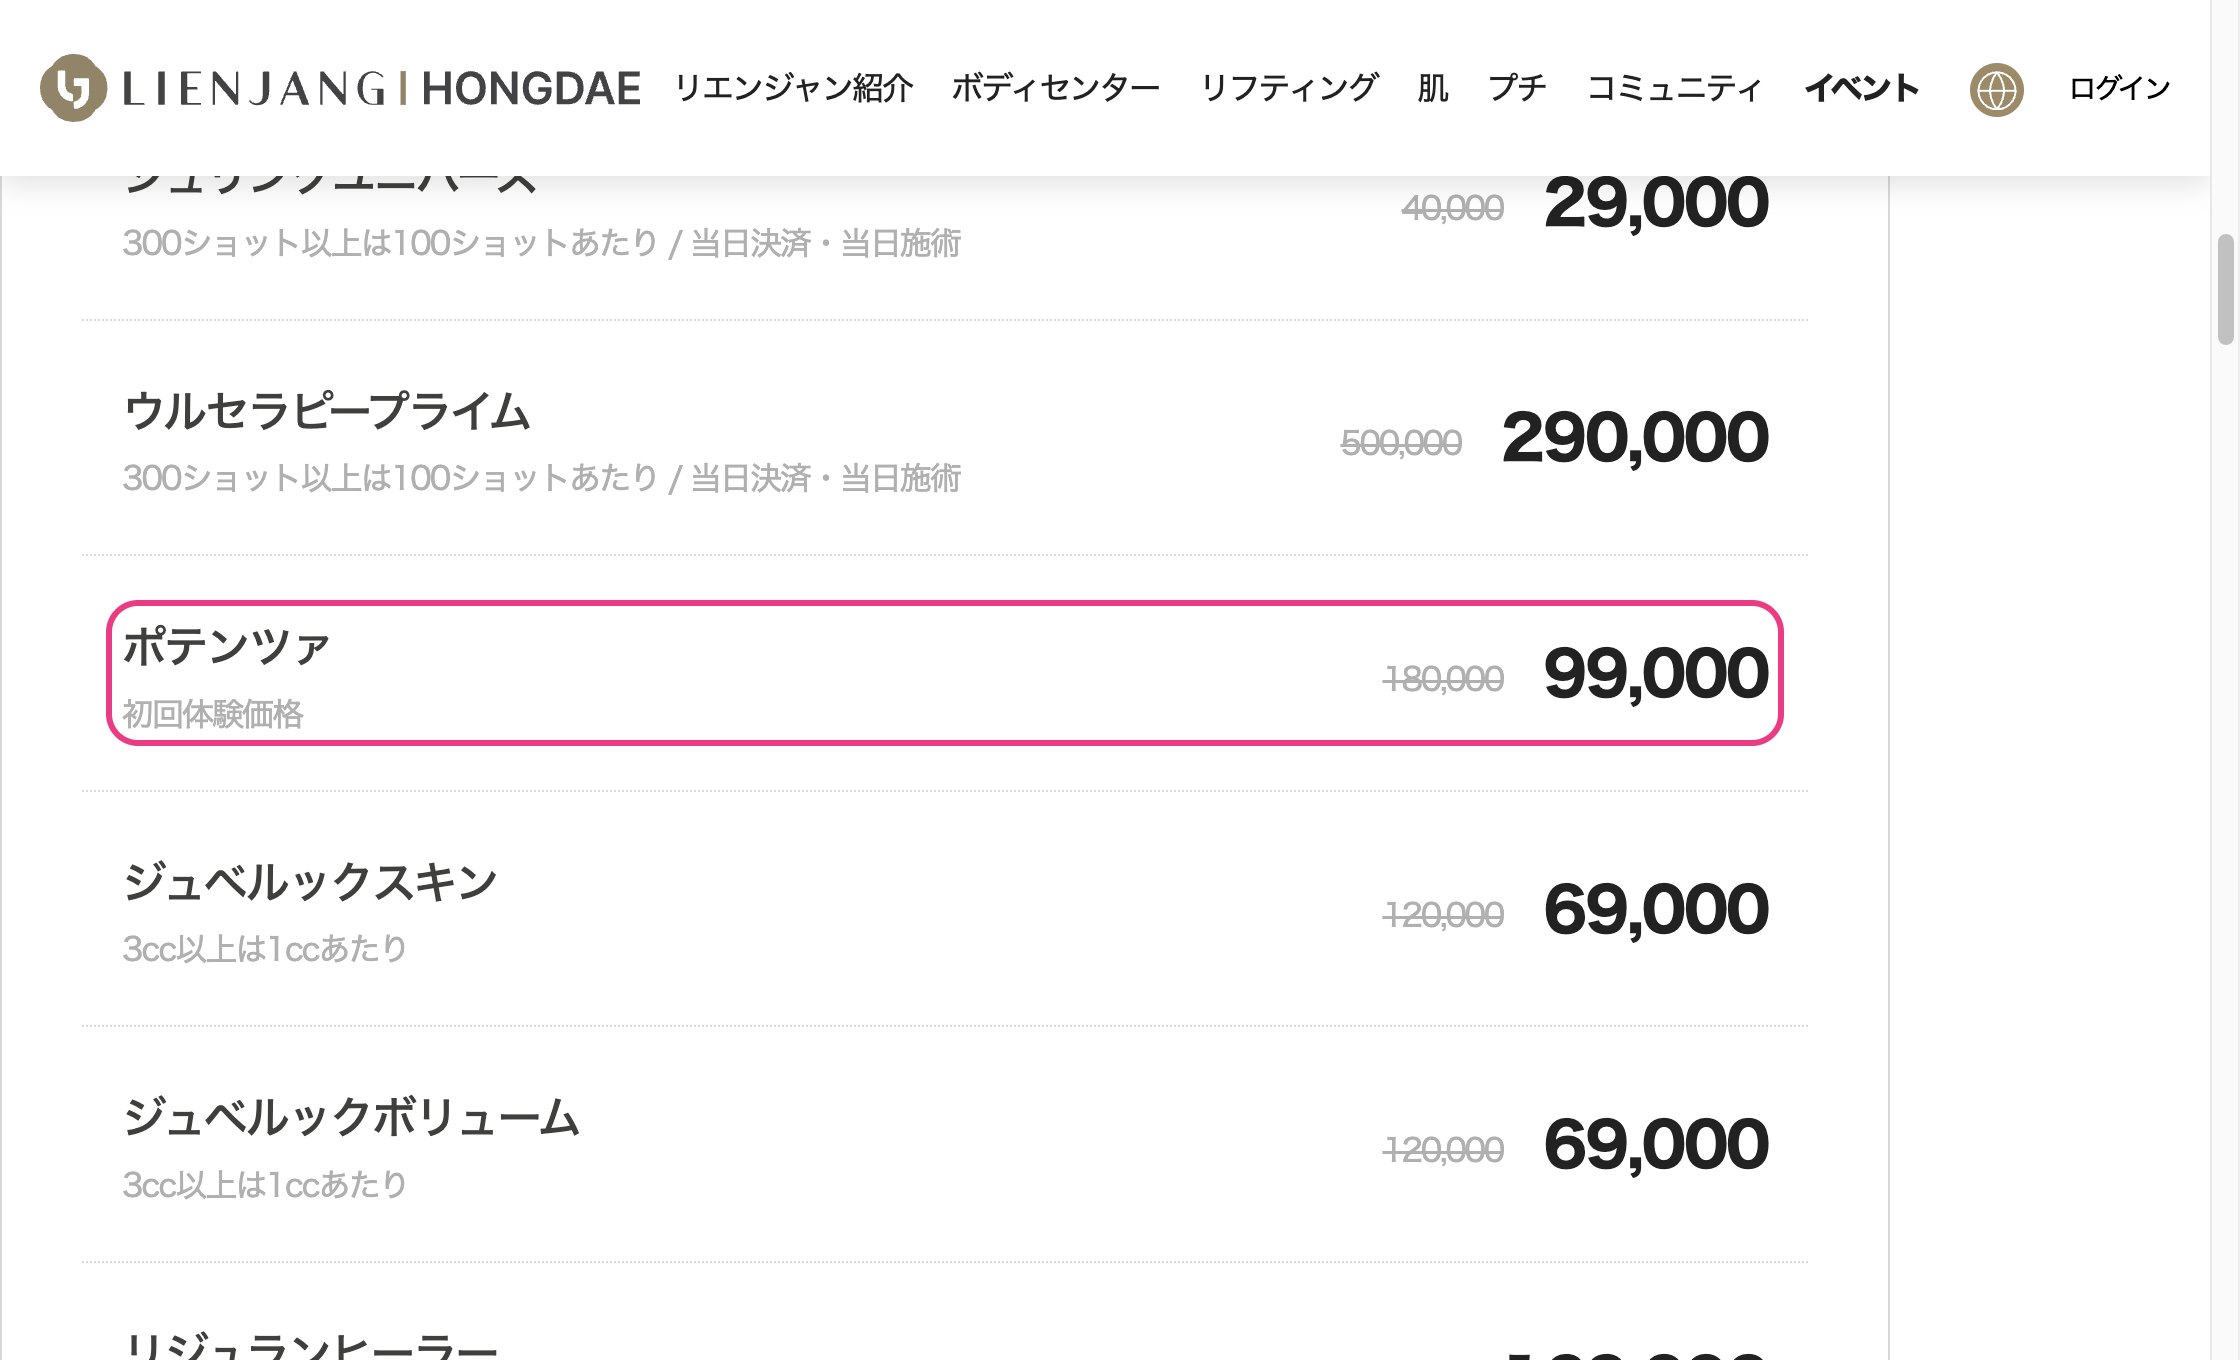 LIENJANG HONGDAE リエンジャン紹介 ボディセンター リフティング 肌 プチ コミュニティ イベント ログイン
40,000 29,000
300ショット以上は100ショットあたり / 当日決済・当日施術
ウルセラピープライム
500,000 290,000
300ショット以上は100ショットあたり / 当日決済・当日施術
ポテンツァ
180,000 99,000
初回体験価格
ジュベルックスキン
120,000 69,000
3cc以上は1ccあたり
ジュベルックボリューム
120,000 69,000
3cc以上は1ccあたり
リジュランヒーラー